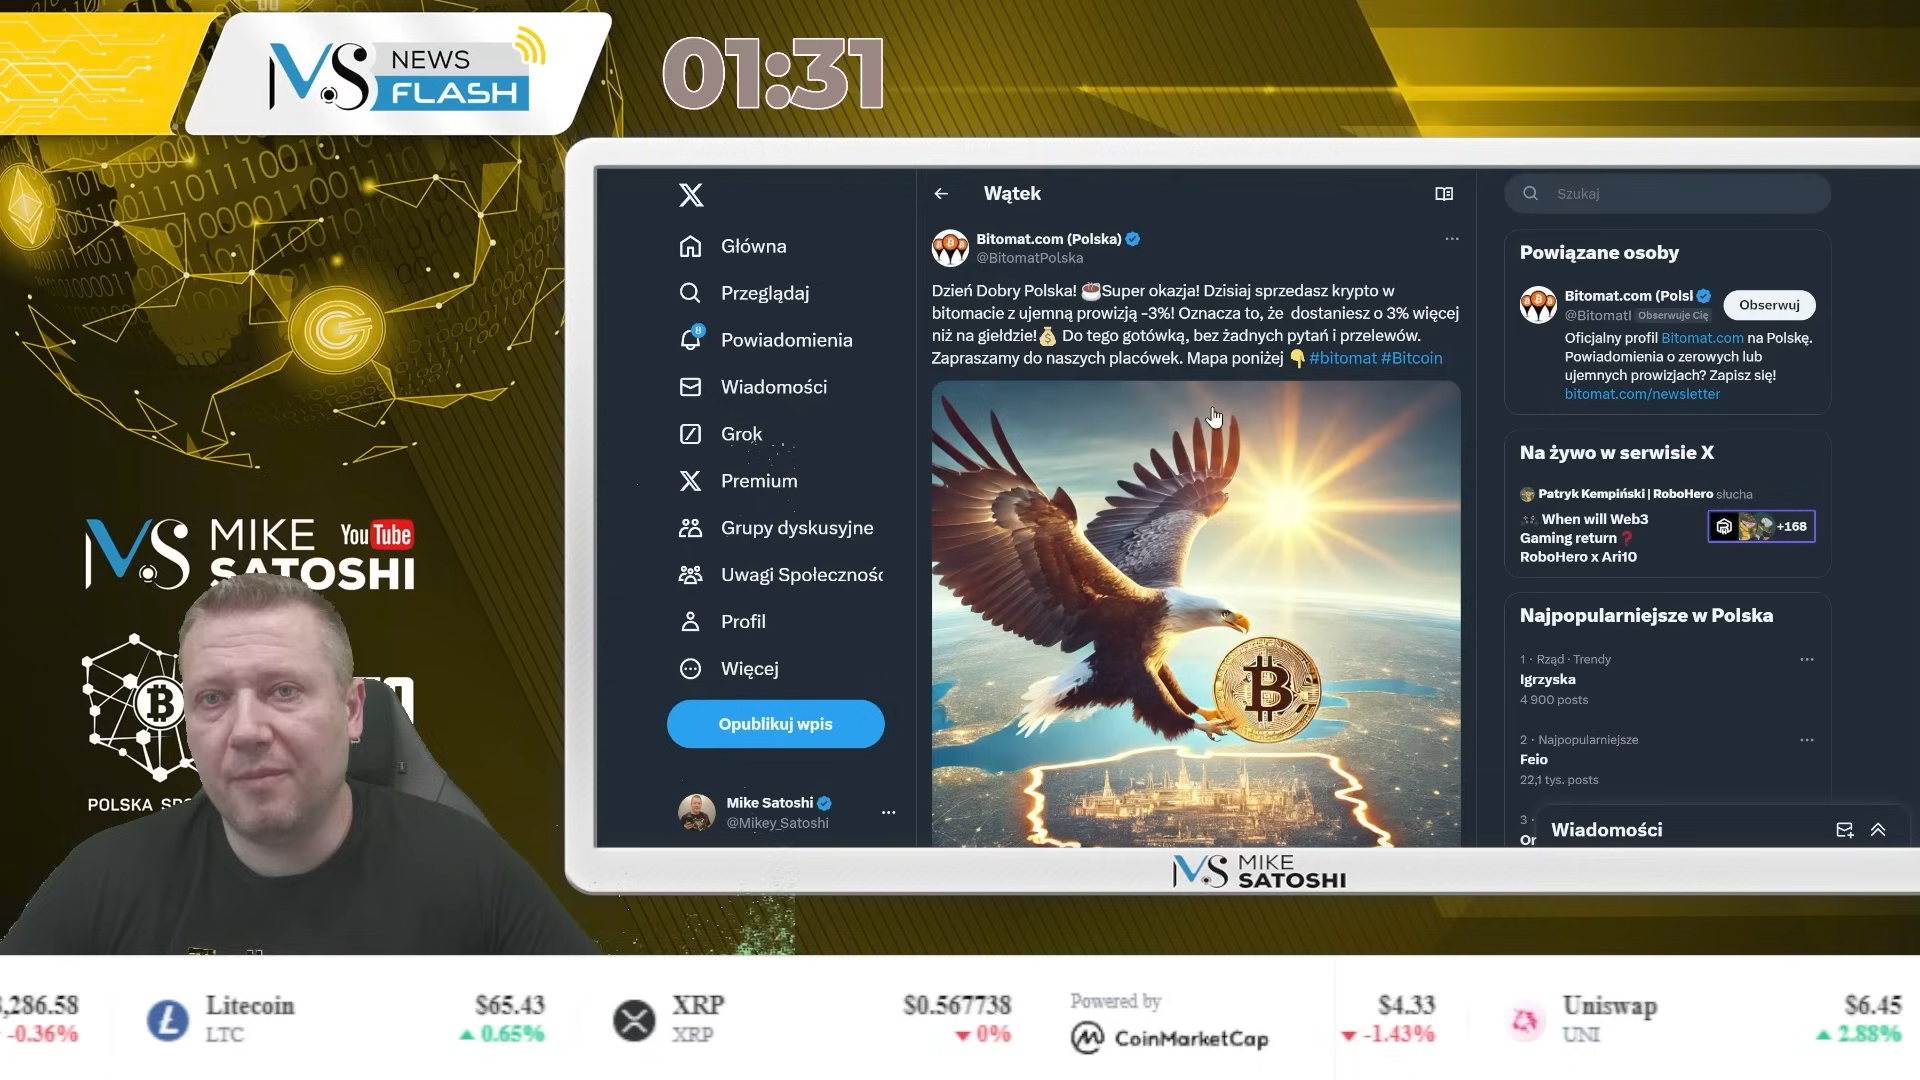 NEWS
FLASH
01:31
MIKE YouTube
SATOSHI
POLSKA
Główna
Przeglądaj
8
Powiadomienia
Wiadomości
Grok
Premium
Grupy dyskusyjne
Uwagi Społecznośc
Profil
Więcej
Opublikuj wpis
Mike Satoshi
@Mikey_Satoshi
Wątek
Bitomat.com (Polska)
@BitomatPolska
Dzień Dobry Polska! ☕Super okazja! Dzisiaj sprzedasz krypto w
bitomacie z ujemną prowizją -3%! Oznacza to, że dostaniesz o 3% więcej
niż na giełdzie!💰 Do tego gotówką, bez żadnych pytań i przelewów.
Zapraszamy do naszych placówek. Mapa poniżej 👇 #bitomat #Bitcoin
Szukaj
Powiązane osoby
Bitomat.com (Polsl
@Bitomatl Obserwuje Cię
Obserwuj
Oficjalny profil Bitomat.com na Polskę.
Powiadomienia o zerowych lub
ujemnych prowizjach? Zapisz się!
bitomat.com/newsletter
Na żywo w serwisie X
Patryk Kempiński | RoboHero słucha
When will Web3
Gaming return❓
RoboHero x Ari10
+168
Najpopularniejsze w Polska
1 · Rząd · Trendy
Igrzyska
4 900 posts
2 · Najpopularniejsze
Feio
22,1 tys. posts
3 ·
Or
Wiadomości
MIKE
SATOSHI
,286.58
-0.36%
Litecoin
LTC
$65.43
0.65%
XRP
XRP
$0.567738
0%
Powered by
CoinMarketCap
$4.33
-1.43%
Uniswap
UNI
$6.45
2.88%